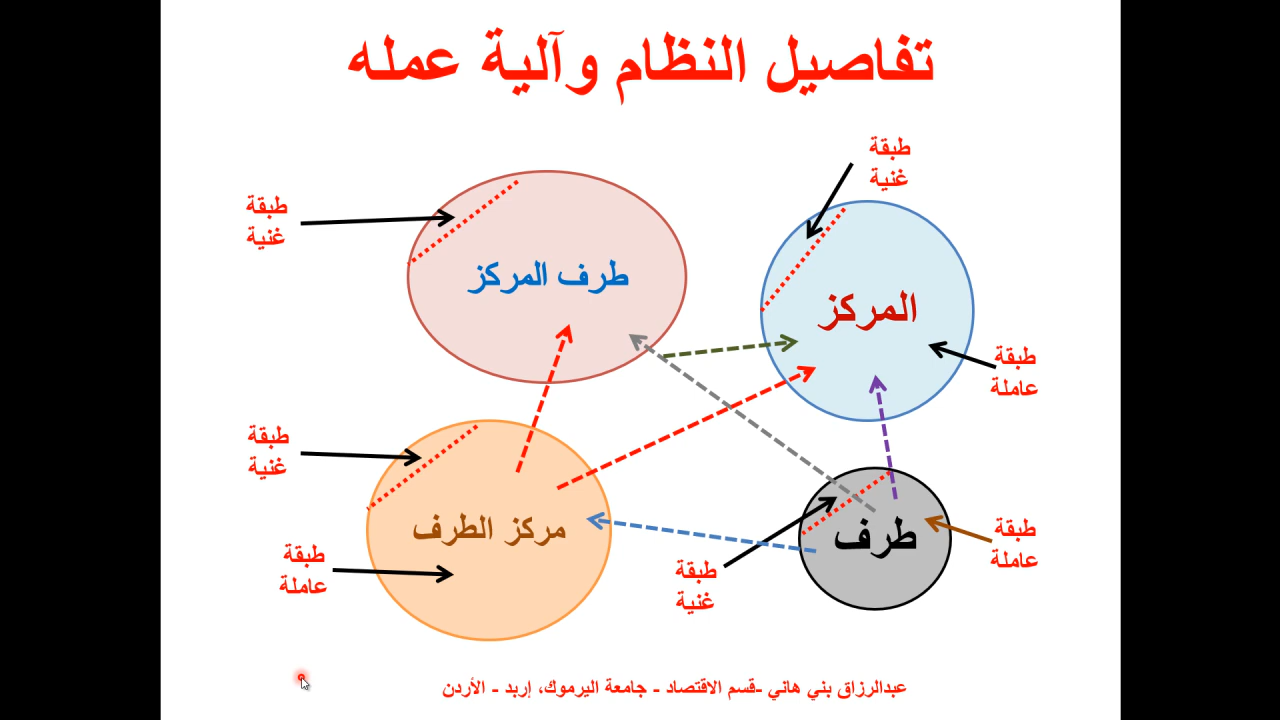 تفاصيل النظام وآلية عمله
طبقة
غنية
طبقة
غنية
طرف المركز
المركز
طبقة
عاملة
طبقة
غنية
مركز الطرف
طرف
طبقة
عاملة
طبقة
عاملة
طبقة
غنية
عبدالرزاق بني هاني -قسم الاقتصاد - جامعة اليرموك، إربد - الأردن